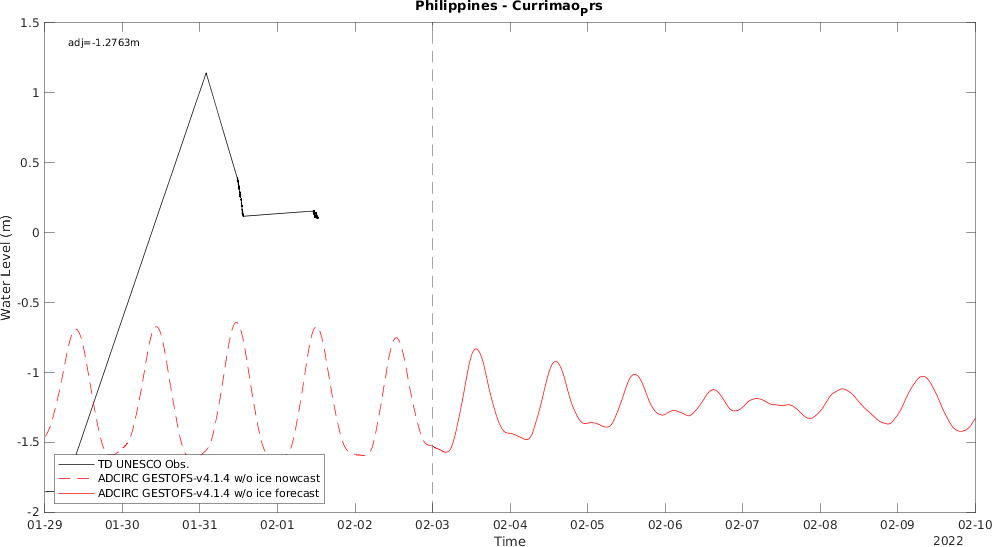 Philippines - Currimaoprs
adj=-1.2763m
1.5
1
0.5
0
-0.5
-1
-1.5
-2
Water Level (m)
TD UNESCO Obs.
ADCIRC GESTOFS-v4.1.4 w/o ice nowcast
ADCIRC GESTOFS-v4.1.4 w/o ice forecast
01-29 01-30 01-31 02-01 02-02 02-03 02-04 02-05 02-06 02-07 02-08 02-09 02-10
Time
2022